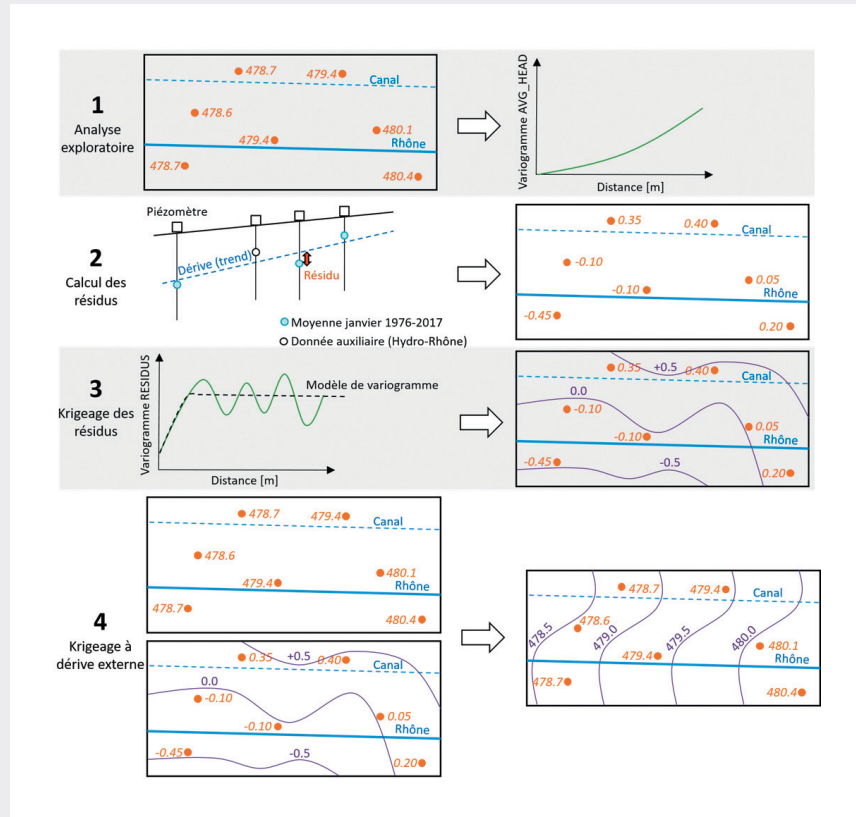 1
Analyse
exploratoire
478.7
479.4
Canal
478.6
479.4
480.1
Rhône
478.7
480.4
Variogramme AVG_HEAD
Distance [m]
2
Calcul des
résidus
Piézomètre
Dérive (trend)
Résidu
Moyenne janvier 1976-2017
Donnée auxiliaire (Hydro-Rhône)
0.35
0.40
Canal
-0.10
0.05
-0.10
Rhône
-0.45
0.20
3
Krigeage des
résidus
Variogramme RESIDUS
Modèle de variogramme
Distance [m]
0.35
+0.5
0.40
Canal
0.0
-0.10
0.05
-0.10
Rhône
-0.45
-0.5
0.20
4
Krigeage à
dérive externe
478.7
479.4
Canal
478.6
480.1
479.4
Rhône
478.7
480.4
0.35
+0.5
0.40
Canal
0.0
-0.10
0.05
-0.10
Rhône
-0.45
-0.5
0.20
478.7
479.4
Canal
478.5
478.6
479.0
479.5
480.0
480.1
479.4
Rhône
478.7
480.4